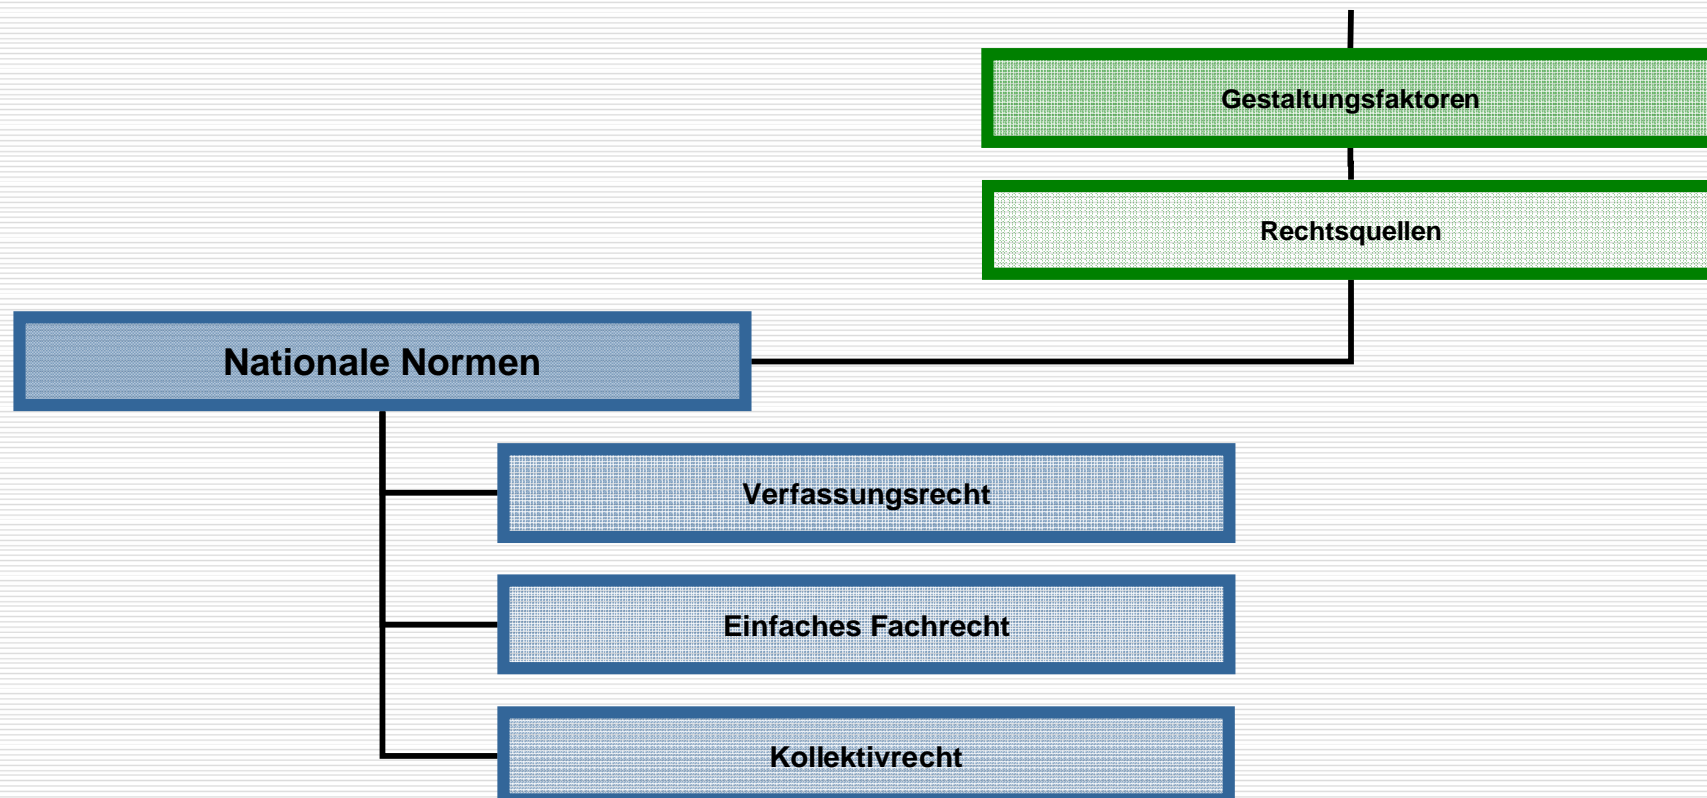 Gestaltungsfaktoren
Rechtsquellen
Nationale Normen
Verfassungsrecht
Einfaches Fachrecht
Kollektivrecht